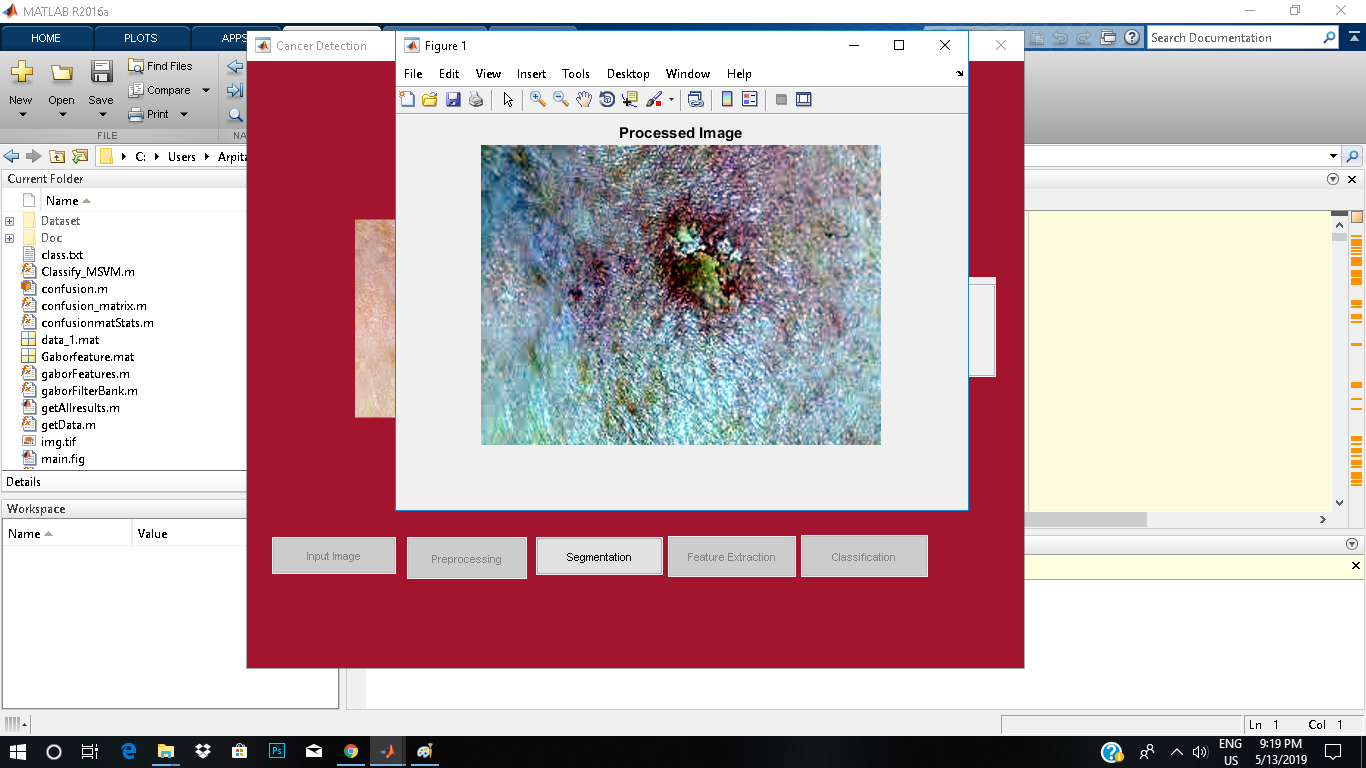 MATLAB R2016a
HOME
PLOTS
APPS
Search Documentation
New
Open
Save
Find Files
Compare
Print
FILE
NA
C:
Users
Arpita
Current Folder
Name
Dataset
Doc
class.txt
Classify_MSVM.m
confusion.m
confusion_matrix.m
confusionmatStats.m
data_1.mat
Gaborfeature.mat
gaborFeatures.m
gaborFilterBank.m
getAllresults.m
getData.m
img.tif
main.fig
Details
Workspace
Name
Value
Cancer Detection
Figure 1
File Edit View Insert Tools Desktop Window Help
Processed Image
Input Image
Preprocessing
Segmentation
Feature Extraction
Classification
Ln 1 Col 1
Ps
ENG
US
9:19 PM
5/13/2019